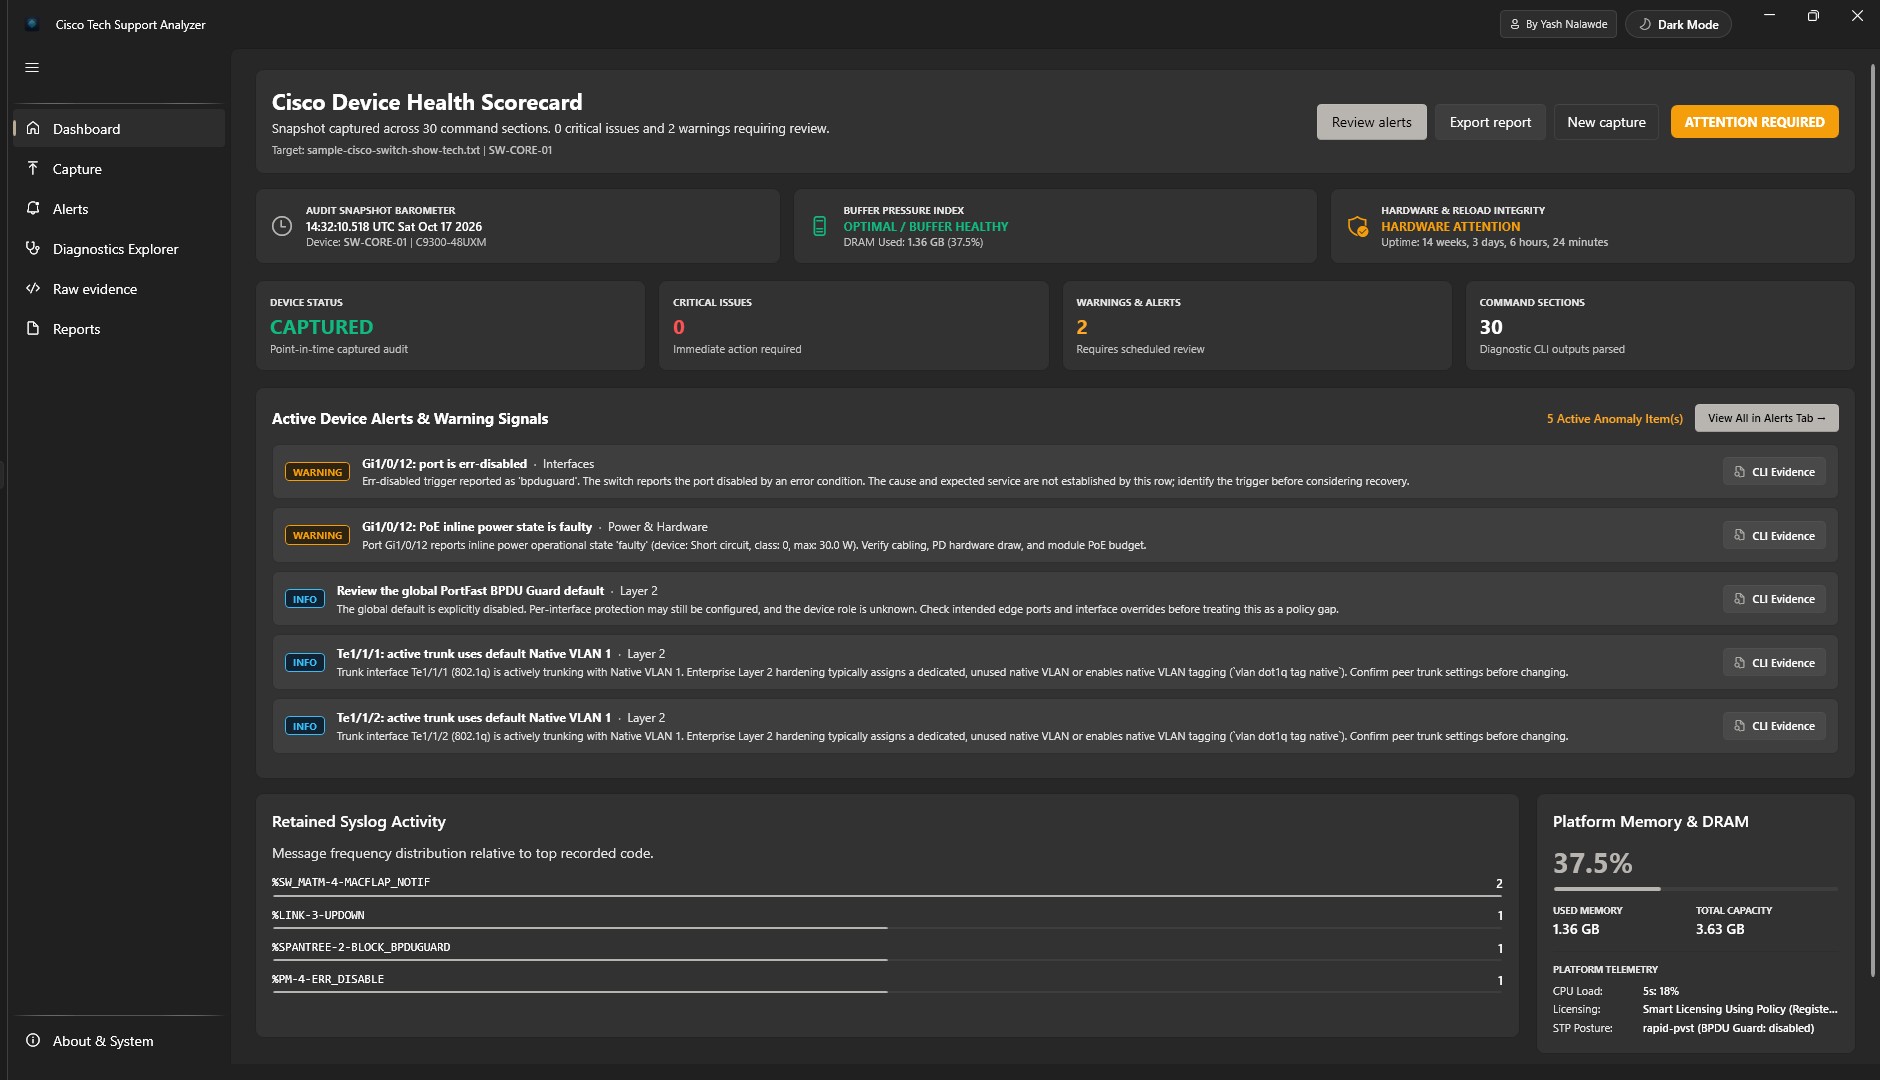 Cisco Tech Support Analyzer
By Yash Nalawde
Dark Mode
Dashboard
Capture
Alerts
Diagnostics Explorer
Raw evidence
Reports
About & System
Cisco Device Health Scorecard
Snapshot captured across 30 command sections. 0 critical issues and 2 warnings requiring review.
Target: sample-cisco-switch-show-tech.txt | SW-CORE-01
Review alerts
Export report
New capture
ATTENTION REQUIRED
AUDIT SNAPSHOT BAROMETER
14:32:10.518 UTC Sat Oct 17 2026
Device: SW-CORE-01 | C9300-48UXM
BUFFER PRESSURE INDEX
OPTIMAL / BUFFER HEALTHY
DRAM Used: 1.36 GB (37.5%)
HARDWARE & RELOAD INTEGRITY
HARDWARE ATTENTION
Uptime: 14 weeks, 3 days, 6 hours, 24 minutes
DEVICE STATUS
CAPTURED
Point-in-time captured audit
CRITICAL ISSUES
0
Immediate action required
WARNINGS & ALERTS
2
Requires scheduled review
COMMAND SECTIONS
30
Diagnostic CLI outputs parsed
Active Device Alerts & Warning Signals
5 Active Anomaly Item(s)
View All in Alerts Tab →
WARNING
Gi1/0/12: port is err-disabled · Interfaces
Err-disabled trigger reported as 'bpduguard'. The switch reports the port disabled by an error condition. The cause and expected service are not established by this row; identify the trigger before considering recovery.
CLI Evidence
WARNING
Gi1/0/12: PoE inline power state is faulty · Power & Hardware
Port Gi1/0/12 reports inline power operational state 'faulty' (device: Short circuit, class: 0, max: 30.0 W). Verify cabling, PD hardware draw, and module PoE budget.
CLI Evidence
INFO
Review the global PortFast BPDU Guard default · Layer 2
The global default is explicitly disabled. Per-interface protection may still be configured, and the device role is unknown. Check intended edge ports and interface overrides before treating this as a policy gap.
CLI Evidence
INFO
Te1/1/1: active trunk uses default Native VLAN 1 · Layer 2
Trunk interface Te1/1/1 (802.1q) is actively trunking with Native VLAN 1. Enterprise Layer 2 hardening typically assigns a dedicated, unused native VLAN or enables native VLAN tagging (`vlan dot1q tag native`). Confirm peer trunk settings before changing.
CLI Evidence
INFO
Te1/1/2: active trunk uses default Native VLAN 1 · Layer 2
Trunk interface Te1/1/2 (802.1q) is actively trunking with Native VLAN 1. Enterprise Layer 2 hardening typically assigns a dedicated, unused native VLAN or enables native VLAN tagging (`vlan dot1q tag native`). Confirm peer trunk settings before changing.
CLI Evidence
Retained Syslog Activity
Message frequency distribution relative to top recorded code.
%SW_MATM-4-MACFLAP_NOTIF 2
%LINK-3-UPDOWN 1
%SPANTREE-2-BLOCK_BPDUGUARD 1
%PM-4-ERR_DISABLE 1
Platform Memory & DRAM
37.5%
USED MEMORY TOTAL CAPACITY
1.36 GB 3.63 GB
PLATFORM TELEMETRY
CPU Load: 5s: 18%
Licensing: Smart Licensing Using Policy (Registe...
STP Posture: rapid-pvst (BPDU Guard: disabled)